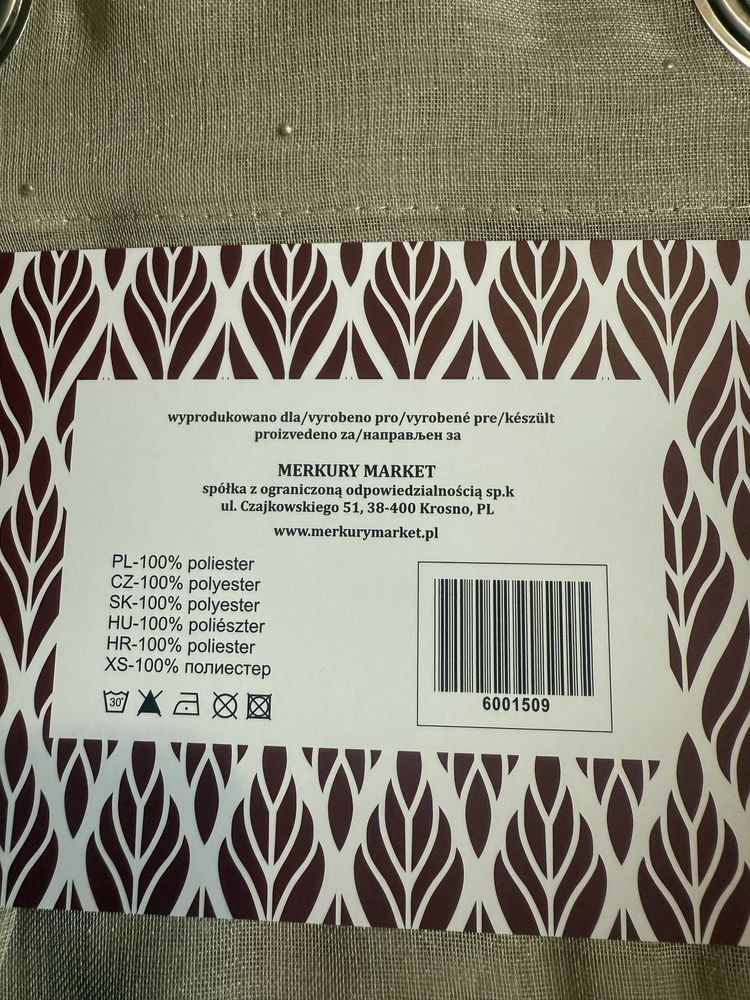 wyprodukowano dla/vyrobeno pro/vyrobené pre/készült
proizvedeno za/направљен за
MERKURY MARKET
spółka z ograniczoną odpowiedzialnością sp.k
ul. Czajkowskiego 51, 38-400 Krosno, PL
www.merkurymarket.pl
PL-100% poliester
CZ-100% polyester
SK-100% polyester
HU-100% poliészter
HR-100% poliester
XS-100% полиестер
30°
6001509